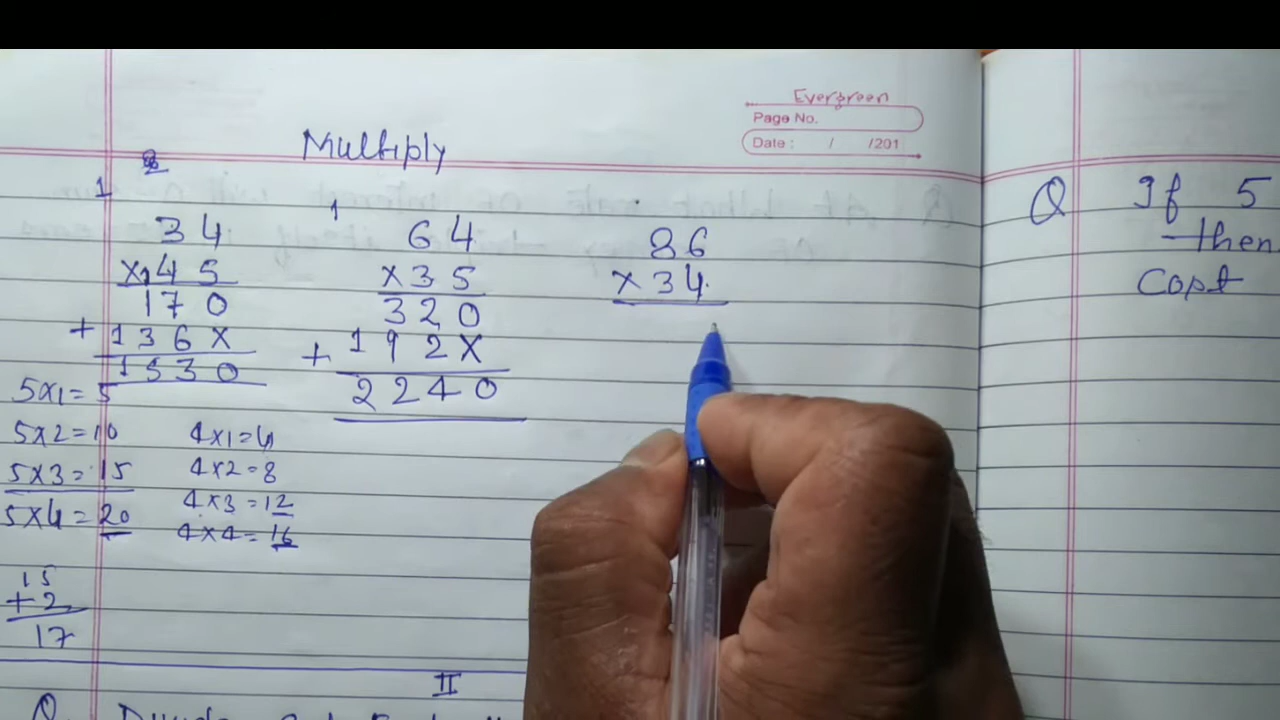 Evergreen
Page No.
Date : / /201
Multiply
1
34
x45
170
+136X
1530
1
64
x35
320
+192X
2240
86
x34
5x1=5
5x2=10
5x3=15
5x4=20
4x1=4
4x2=8
4x3=12
4x4=16
15
+2
17
II
Q
Q If 5
then
Copt